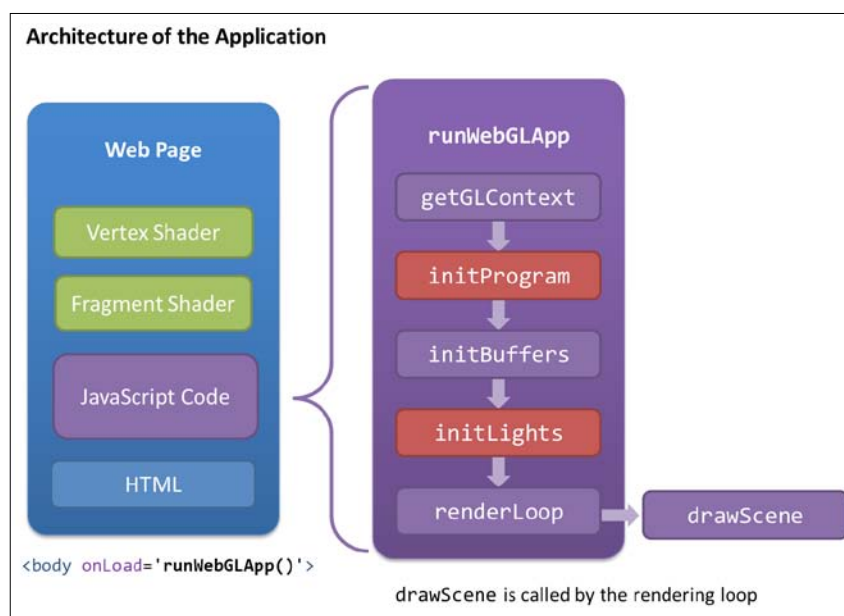 Architecture of the Application
Web Page
Vertex Shader
Fragment Shader
JavaScript Code
HTML
<body onLoad='runWebGLApp()'>
runWebGLApp
getGLContext
initProgram
initBuffers
initLights
renderLoop
drawScene
drawScene is called by the rendering loop